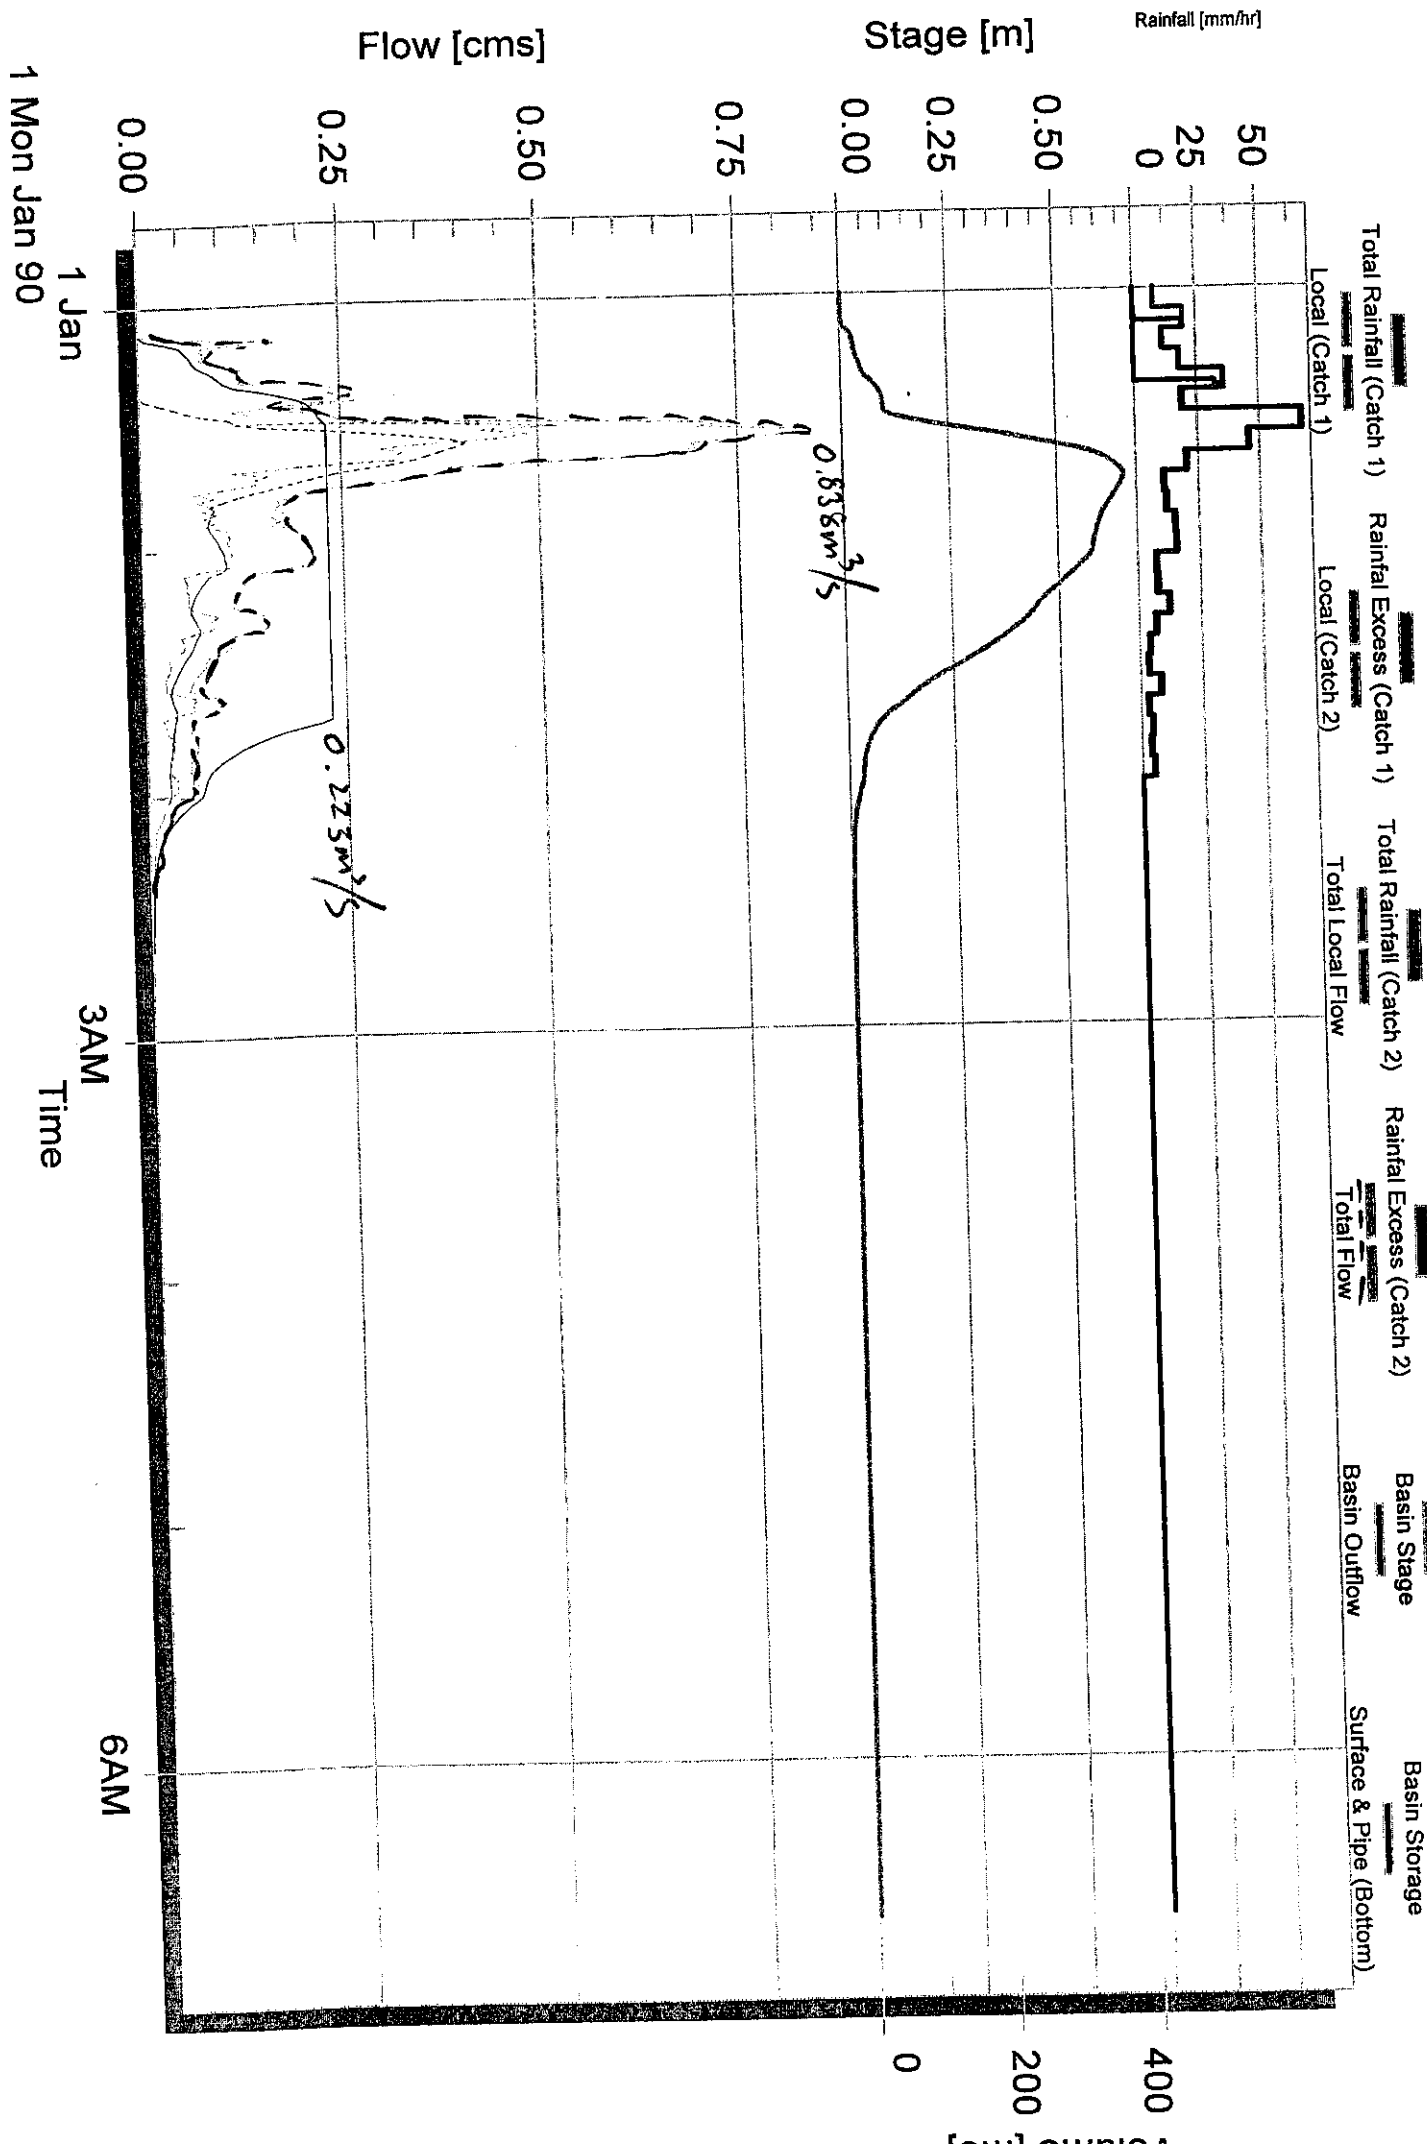 Total Rainfall (Catch 1)
Rainfal Excess (Catch 1)
Total Rainfall (Catch 2)
Rainfal Excess (Catch 2)
Basin Stage
Basin Storage
Local (Catch 1)
Local (Catch 2)
Total Local Flow
Total Flow
Basin Outflow
Surface & Pipe (Bottom)
Rainfall [mm/hr]
50
25
0
Stage [m]
0.50
0.25
0.00
400
200
0
Flow [cms]
0.75
0.50
0.25
0.00
0.838m³/s
0.223m³/s
1 Jan
3AM
6AM
1 Mon Jan 90
Time